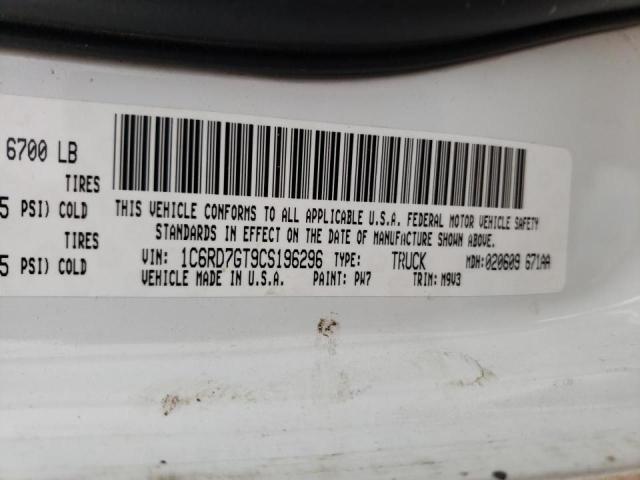 6700 LB
TIRES
5 PSI) COLD
TIRES
5 PSI) COLD
THIS VEHICLE CONFORMS TO ALL APPLICABLE U.S.A. FEDERAL MOTOR VEHICLE SAFETY
STANDARDS IN EFFECT ON THE DATE OF MANUFACTURE SHOWN ABOVE.
VIN: 1C6RD7GT9CS196296 TYPE: TRUCK MDH: 020609 671AA
VEHICLE MADE IN U.S.A. PAINT: PW7 TRIM: M9V3